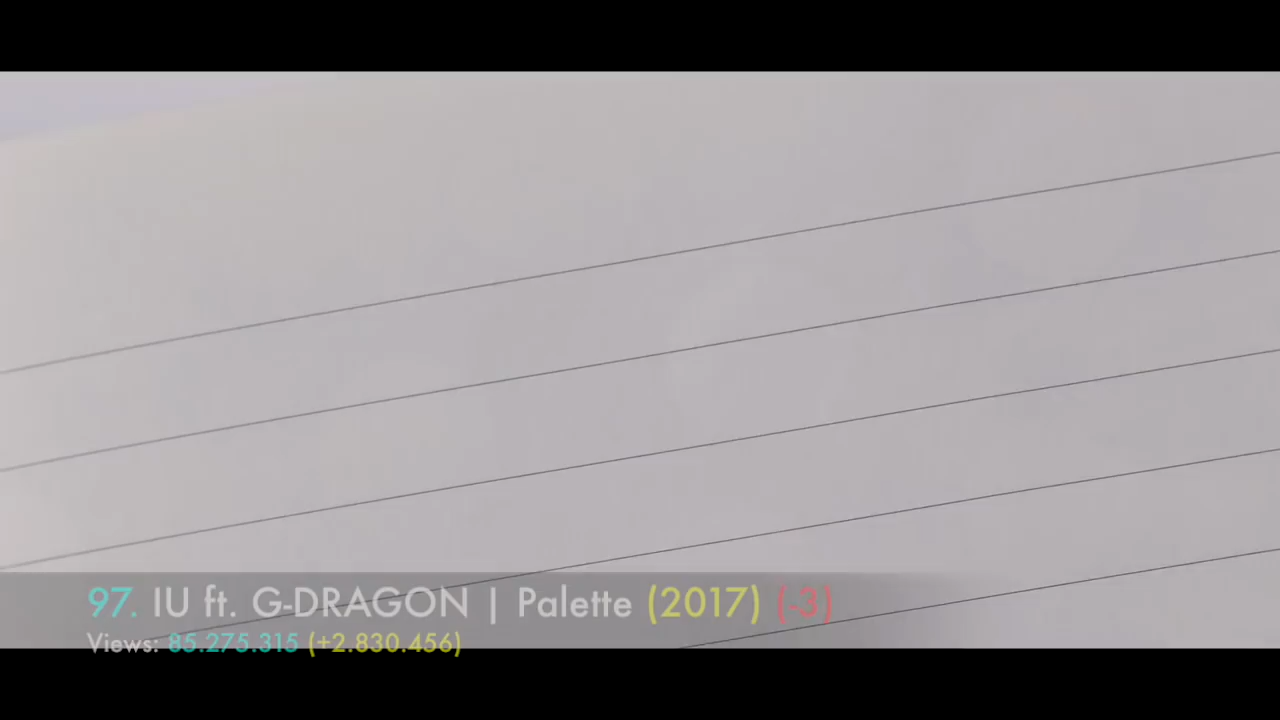 97. IU ft. G-DRAGON | Palette (2017) (-3)
Views: 85.275.315 (+2.830.456)